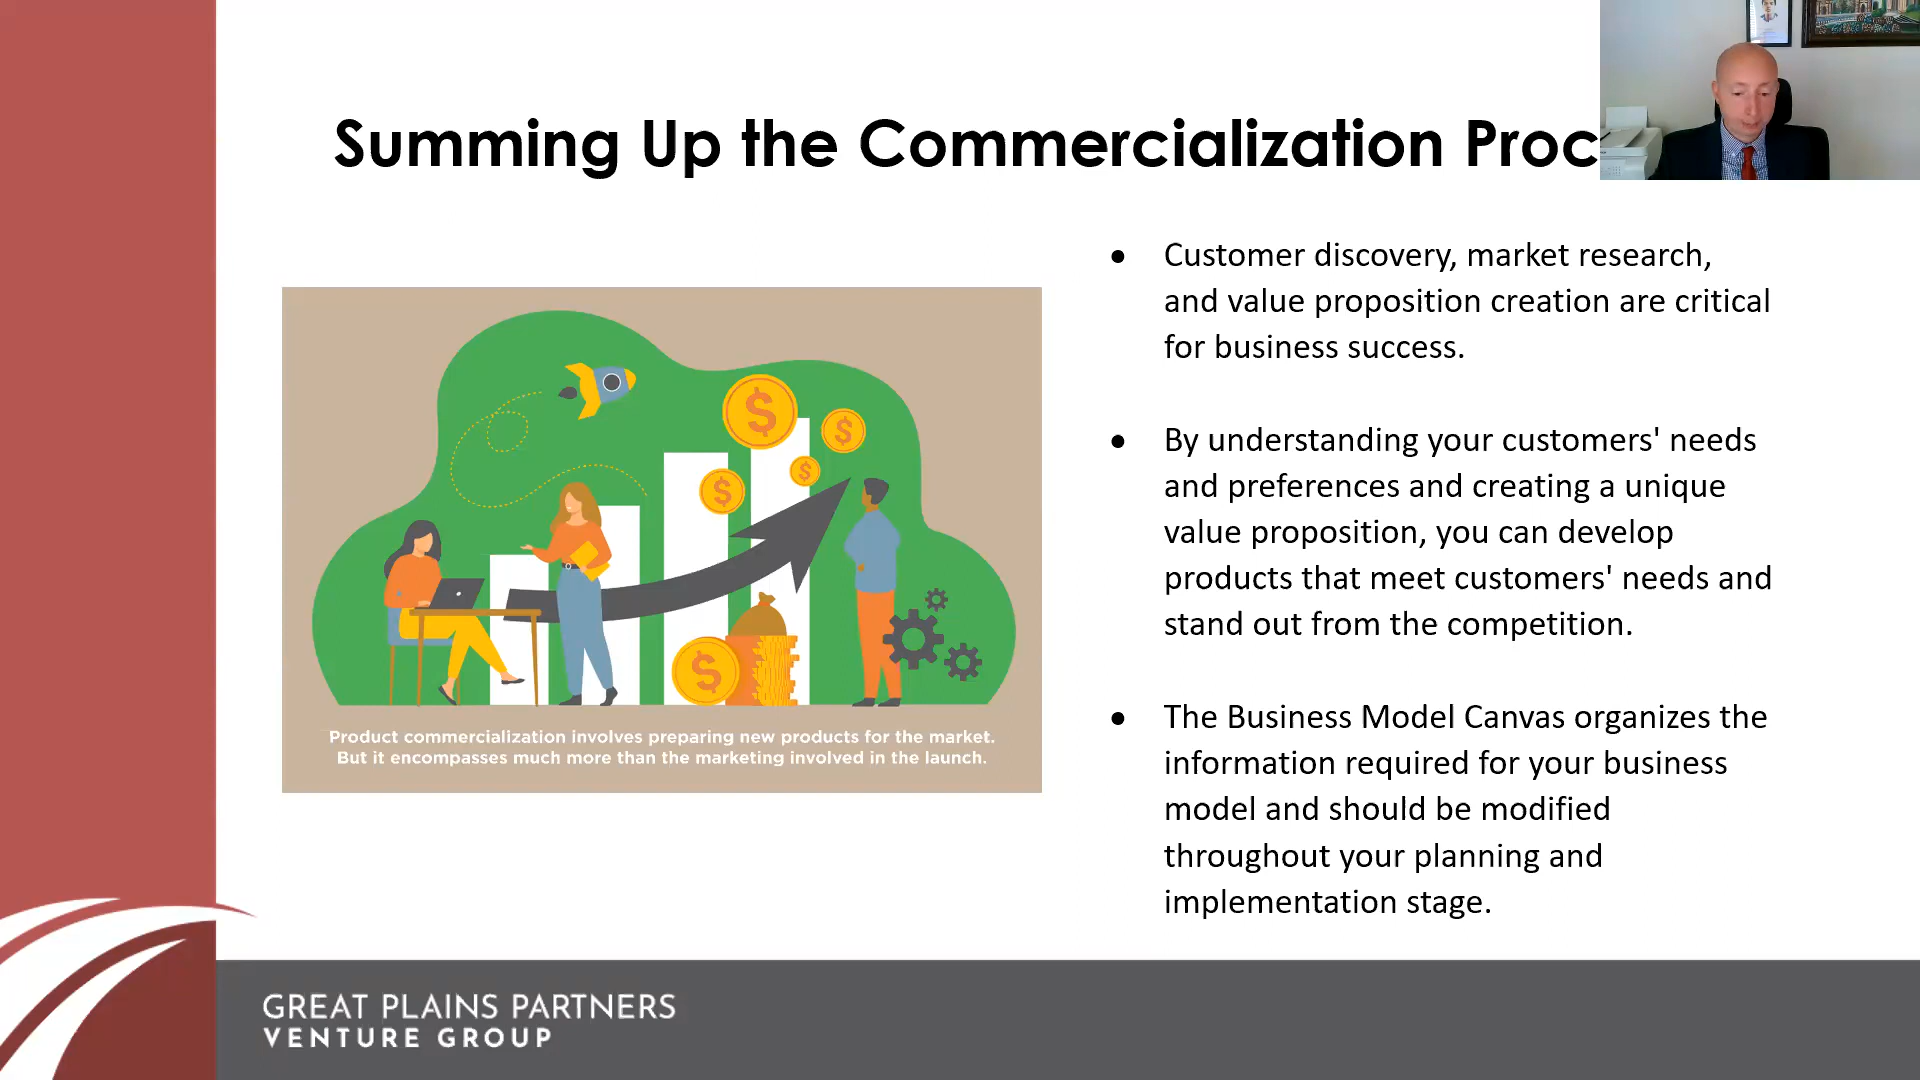 Summing Up the Commercialization Proc
Customer discovery, market research,
and value proposition creation are critical
for business success.
By understanding your customers' needs
and preferences and creating a unique
value proposition, you can develop
products that meet customers' needs and
stand out from the competition.
The Business Model Canvas organizes the
information required for your business
model and should be modified
throughout your planning and
implementation stage.
$
$
$
$
$
Product commercialization involves preparing new products for the market.
But it encompasses much more than the marketing involved in the launch.
GREAT PLAINS PARTNERS
VENTURE GROUP